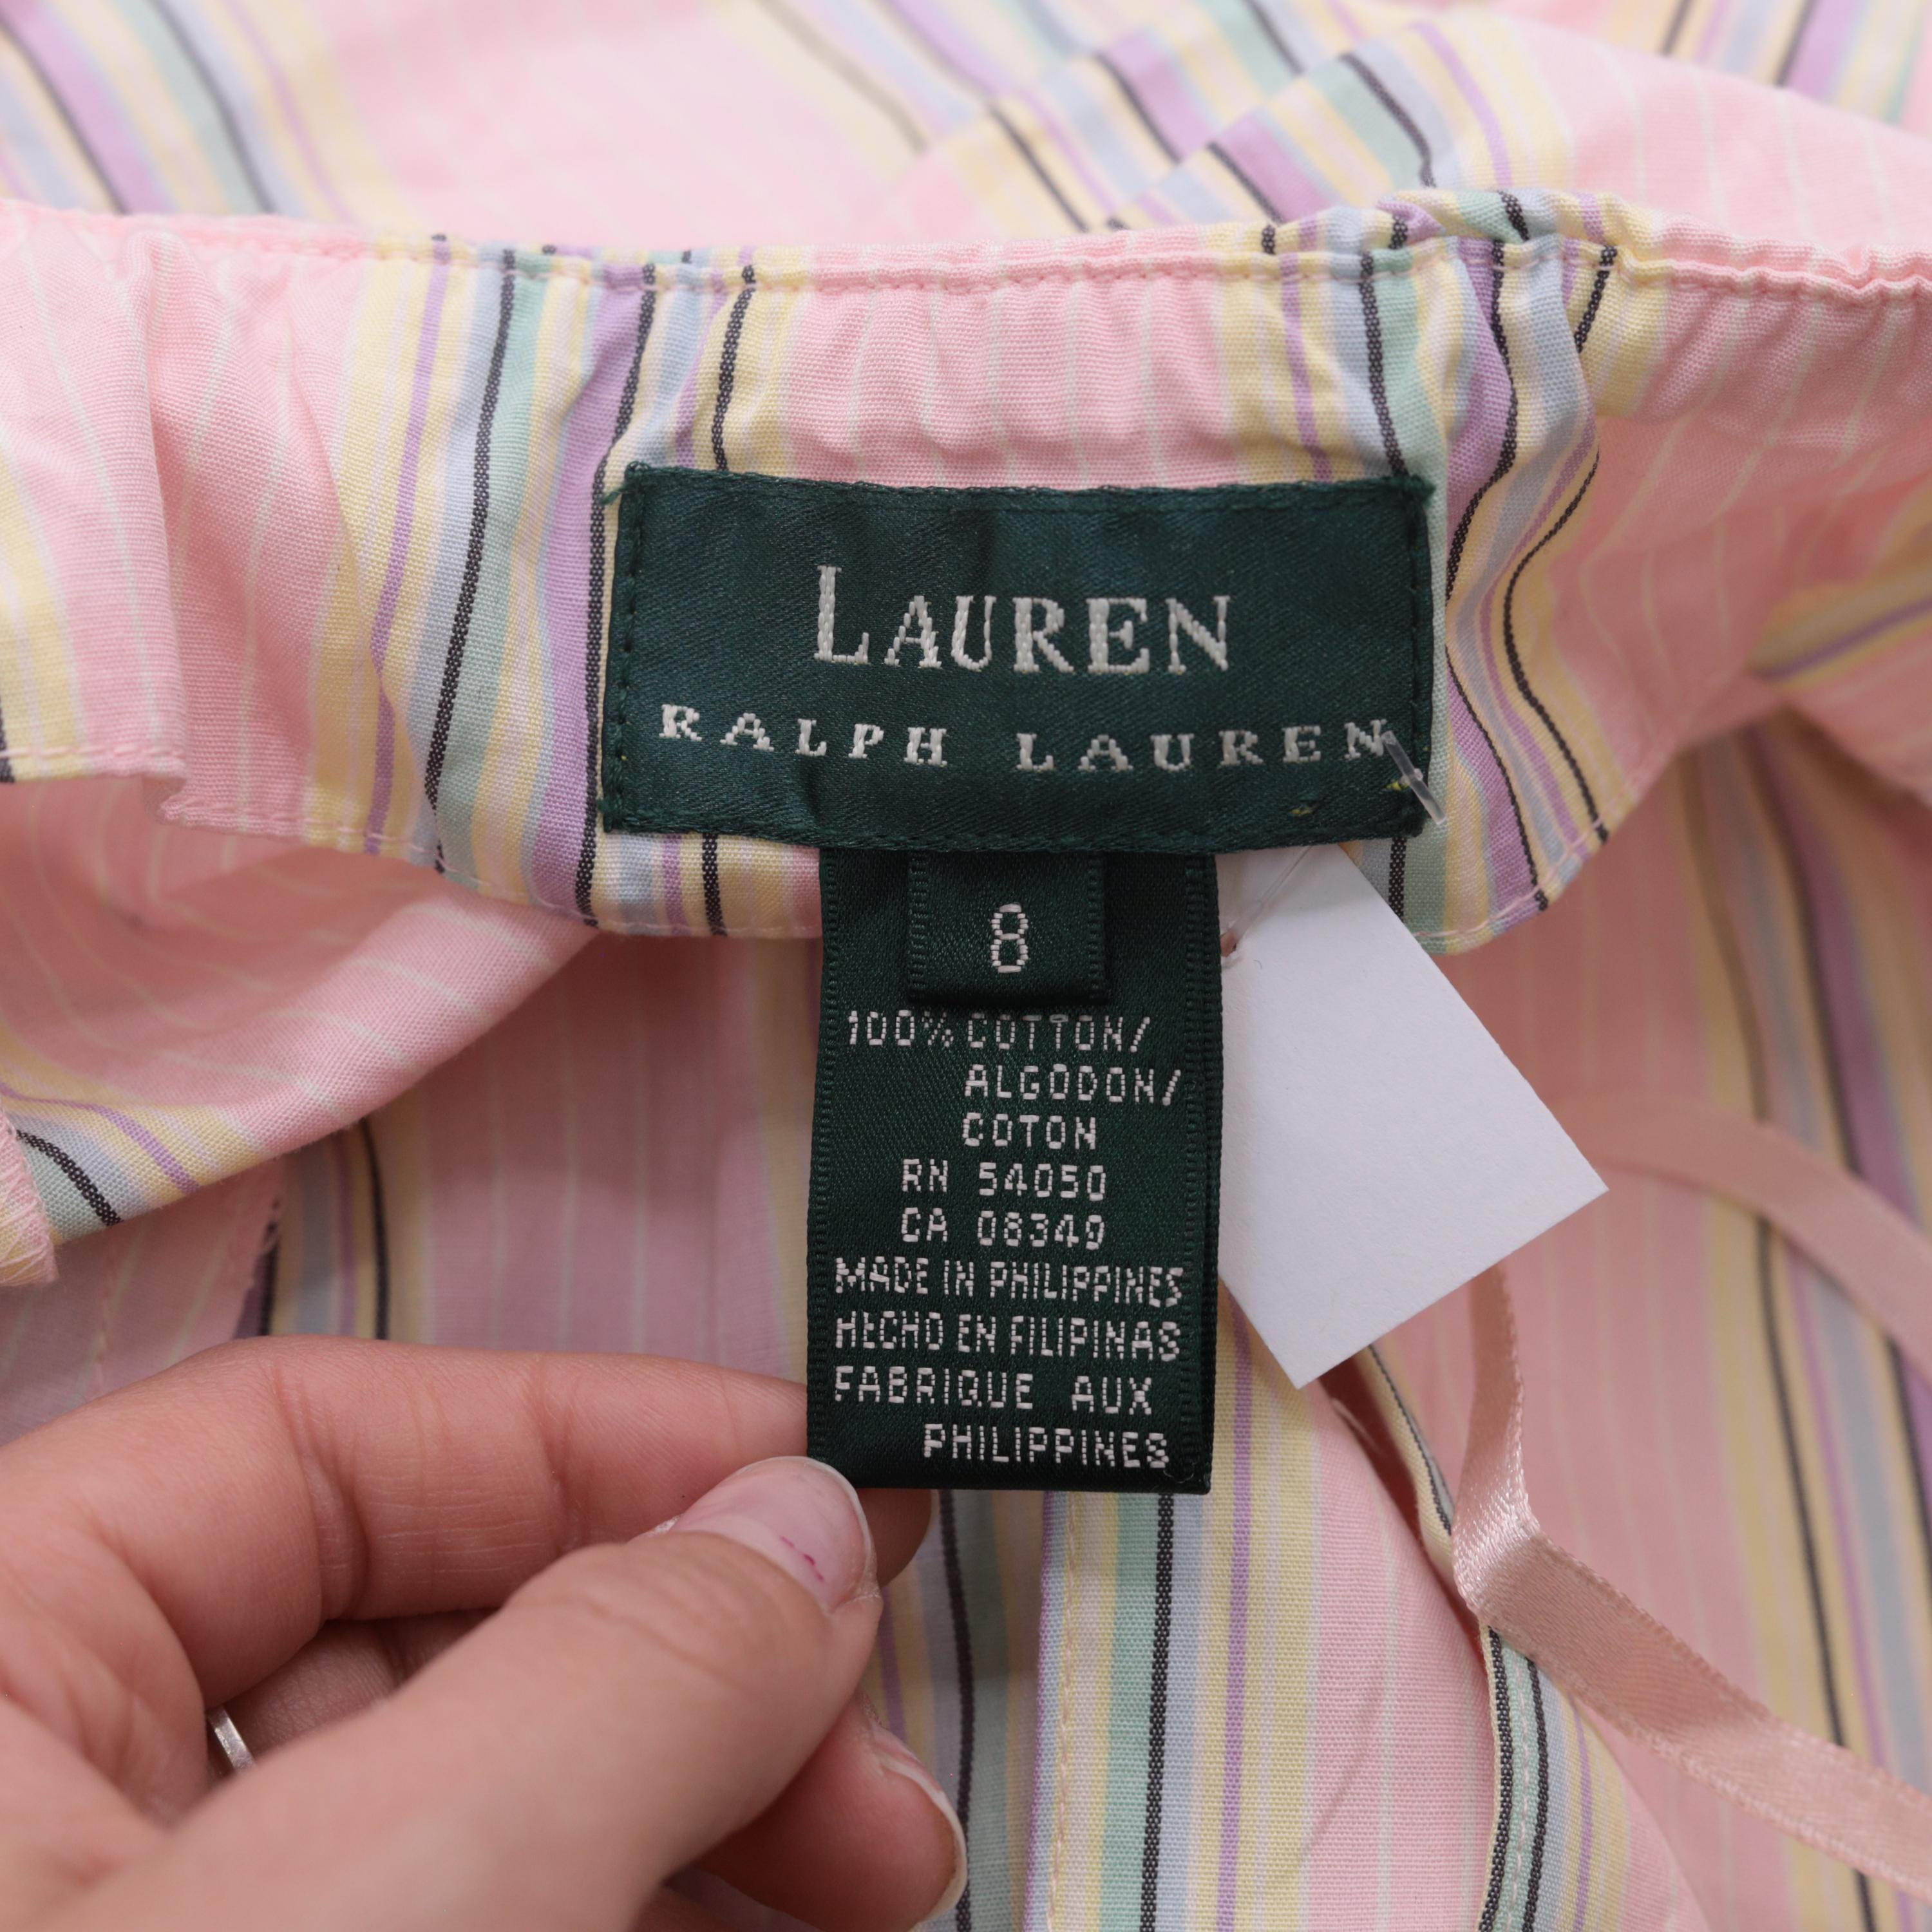 LAUREN
RALPH LAUREN
8
100% COTTON/
ALGODON/
COTON
RN 54050
CA 08349
MADE IN PHILIPPINES
HECHO EN FILIPINAS
FABRIQUE AUX
PHILIPPINES